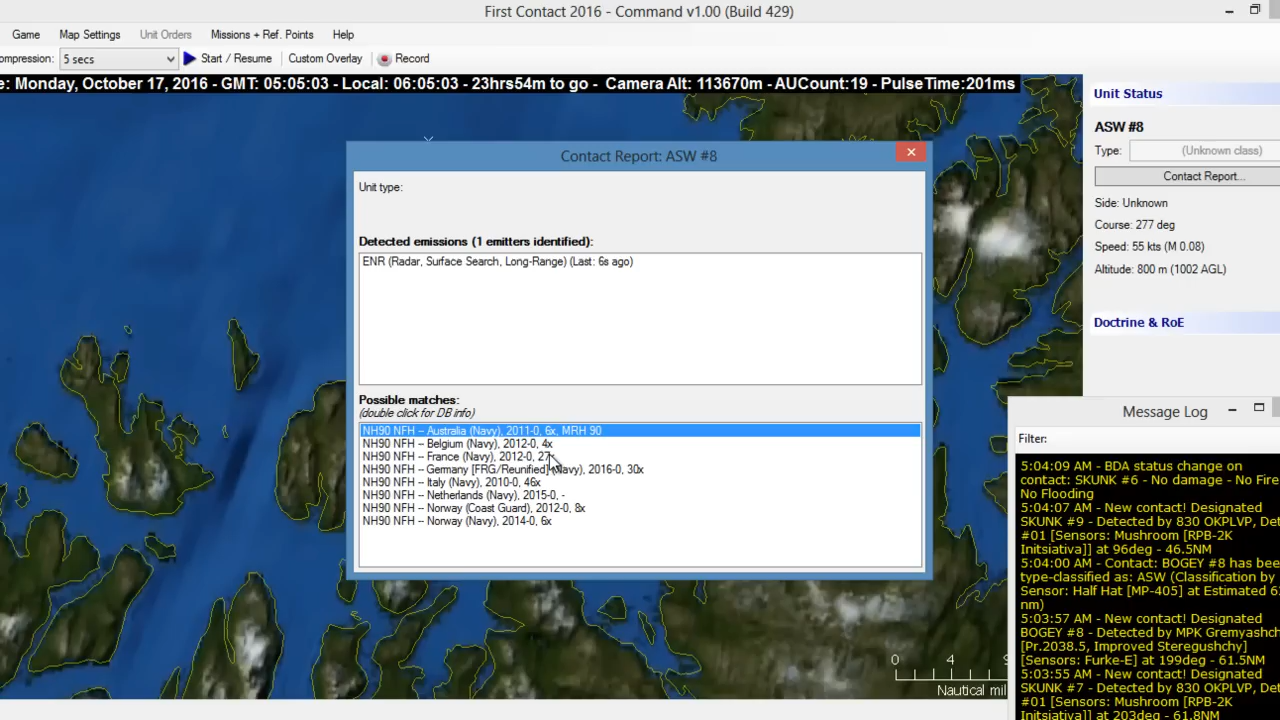 First Contact 2016 - Command v1.00 (Build 429)
Game Map Settings Unit Orders Missions + Ref. Points Help
ompression: 5 secs Start / Resume Custom Overlay Record
e: Monday, October 17, 2016 - GMT: 05:05:03 - Local: 06:05:03 - 23hrs54m to go - Camera Alt: 113670m - AUCount:19 - PulseTime:201ms
Contact Report: ASW #8
Unit type:
Detected emissions (1 emitters identified):
ENR (Radar, Surface Search, Long-Range) (Last: 6s ago)
Possible matches:
(double click for DB info)
NH90 NFH -- Australia (Navy), 2011-0, 6x, MRH 90
NH90 NFH -- Belgium (Navy), 2012-0, 4x
NH90 NFH -- France (Navy), 2012-0, 27x
NH90 NFH -- Germany [FRG/Reunified] (Navy), 2016-0, 30x
NH90 NFH -- Italy (Navy), 2010-0, 46x
NH90 NFH -- Netherlands (Navy), 2015-0, -
NH90 NFH -- Norway (Coast Guard), 2012-0, 8x
NH90 NFH -- Norway (Navy), 2014-0, 6x
Unit Status
ASW #8
Type: (Unknown class)
Contact Report...
Side: Unknown
Course: 277 deg
Speed: 55 kts (M 0.08)
Altitude: 800 m (1002 AGL)
Doctrine & RoE
Message Log
Filter:
5:04:09 AM - BDA status change on
contact: SKUNK #6 - No damage - No Fire
No Flooding
5:04:07 AM - New contact! Designated
SKUNK #9 - Detected by 830 OKPLVP, Det
#01 [Sensors: Mushroom [RPB-2K
Initsiativa]] at 96deg - 46.5NM
5:04:00 AM - Contact: BOGEY #8 has bee
type-classified as: ASW (Classification by
Sensor: Half Hat [MP-405] at Estimated 6
nm)
5:03:57 AM - New contact! Designated
BOGEY #8 - Detected by MPK Gremyashch
[Pr.2038.5, Improved Steregushchy]
[Sensors: Furke-E] at 199deg - 61.5NM
5:03:55 AM - New contact! Designated
SKUNK #7 - Detected by 830 OKPLVP, Det
#01 [Sensors: Mushroom [RPB-2K
Initsiativa]] at 203deg - 61.8NM
0 4
Nautical mil